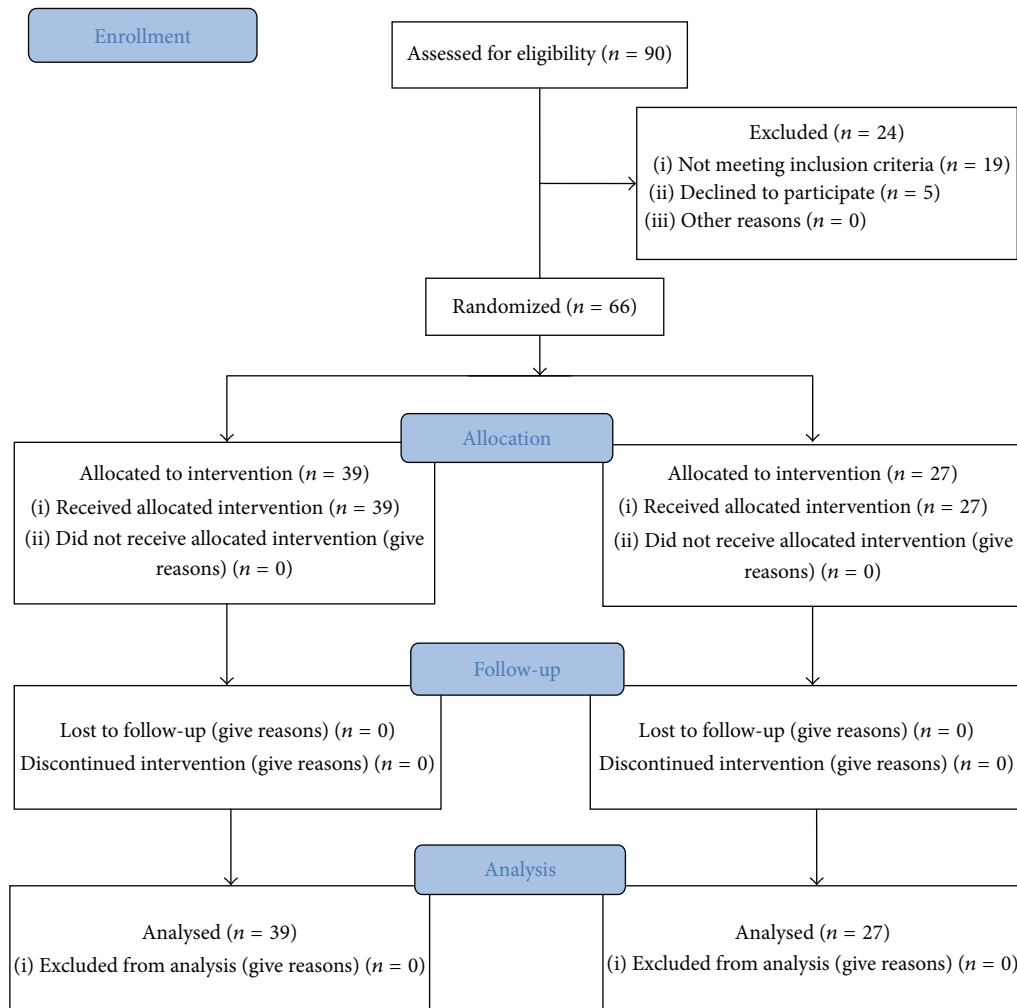 Enrollment
Assessed for eligibility (n = 90)
Excluded (n = 24)
(i) Not meeting inclusion criteria (n = 19)
(ii) Declined to participate (n = 5)
(iii) Other reasons (n = 0)
Randomized (n = 66)
Allocation
Allocated to intervention (n = 39)
(i) Received allocated intervention (n = 39)
(ii) Did not receive allocated intervention (give
reasons) (n = 0)
Allocated to intervention (n = 27)
(i) Received allocated intervention (n = 27)
(ii) Did not receive allocated intervention (give
reasons) (n = 0)
Follow-up
Lost to follow-up (give reasons) (n = 0)
Discontinued intervention (give reasons) (n = 0)
Lost to follow-up (give reasons) (n = 0)
Discontinued intervention (give reasons) (n = 0)
Analysis
Analysed (n = 39)
(i) Excluded from analysis (give reasons) (n = 0)
Analysed (n = 27)
(i) Excluded from analysis (give reasons) (n = 0)